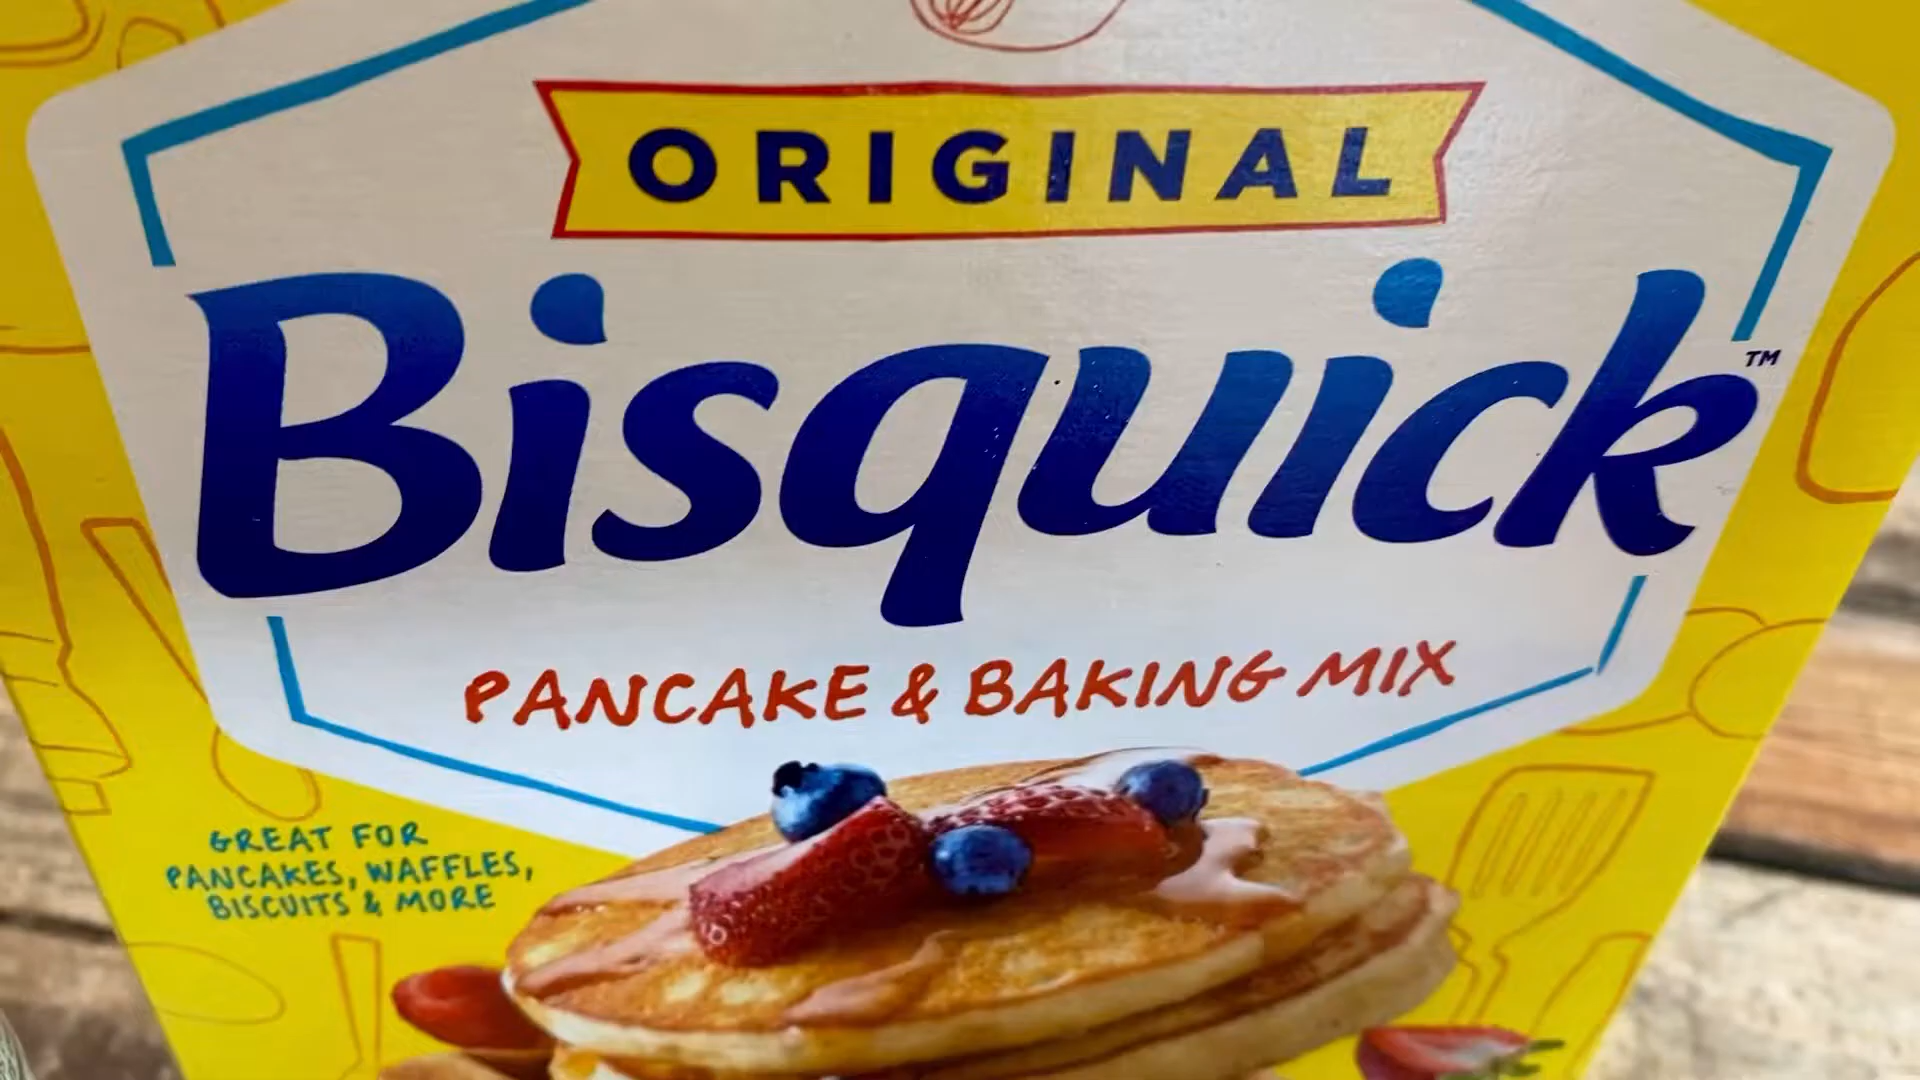 ORIGINAL
Bisquick™
PANCAKE & BAKING MIX
GREAT FOR
PANCAKES, WAFFLES,
BISCUITS & MORE